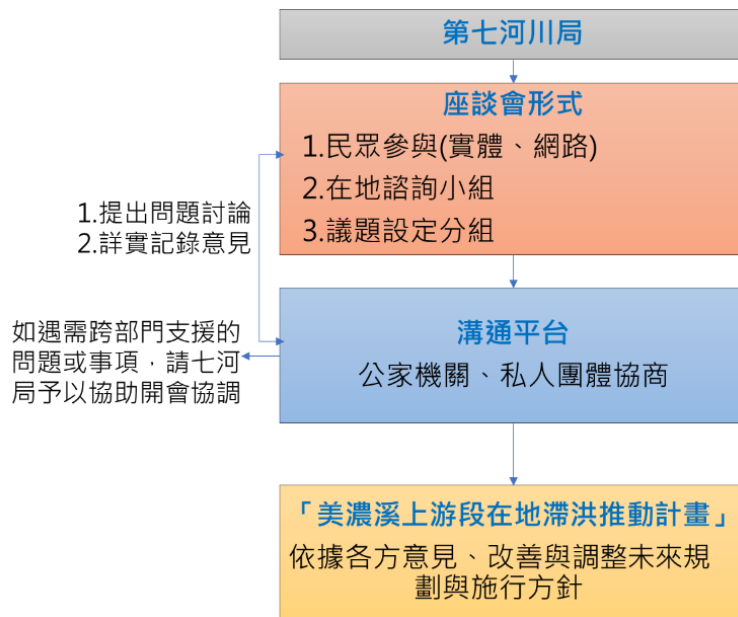 第七河川局
座談會形式
1.民眾參與(實體、網路)
2.在地諮詢小組
3.議題設定分組
1.提出問題討論
2.詳實記錄意見
溝通平台
公家機關、私人團體協商
如遇需跨部門支援的
問題或事項，請七河
局予以協助開會協調
「美濃溪上游段在地滯洪推動計畫」
依據各方意見、改善與調整未來規
劃與施行方針